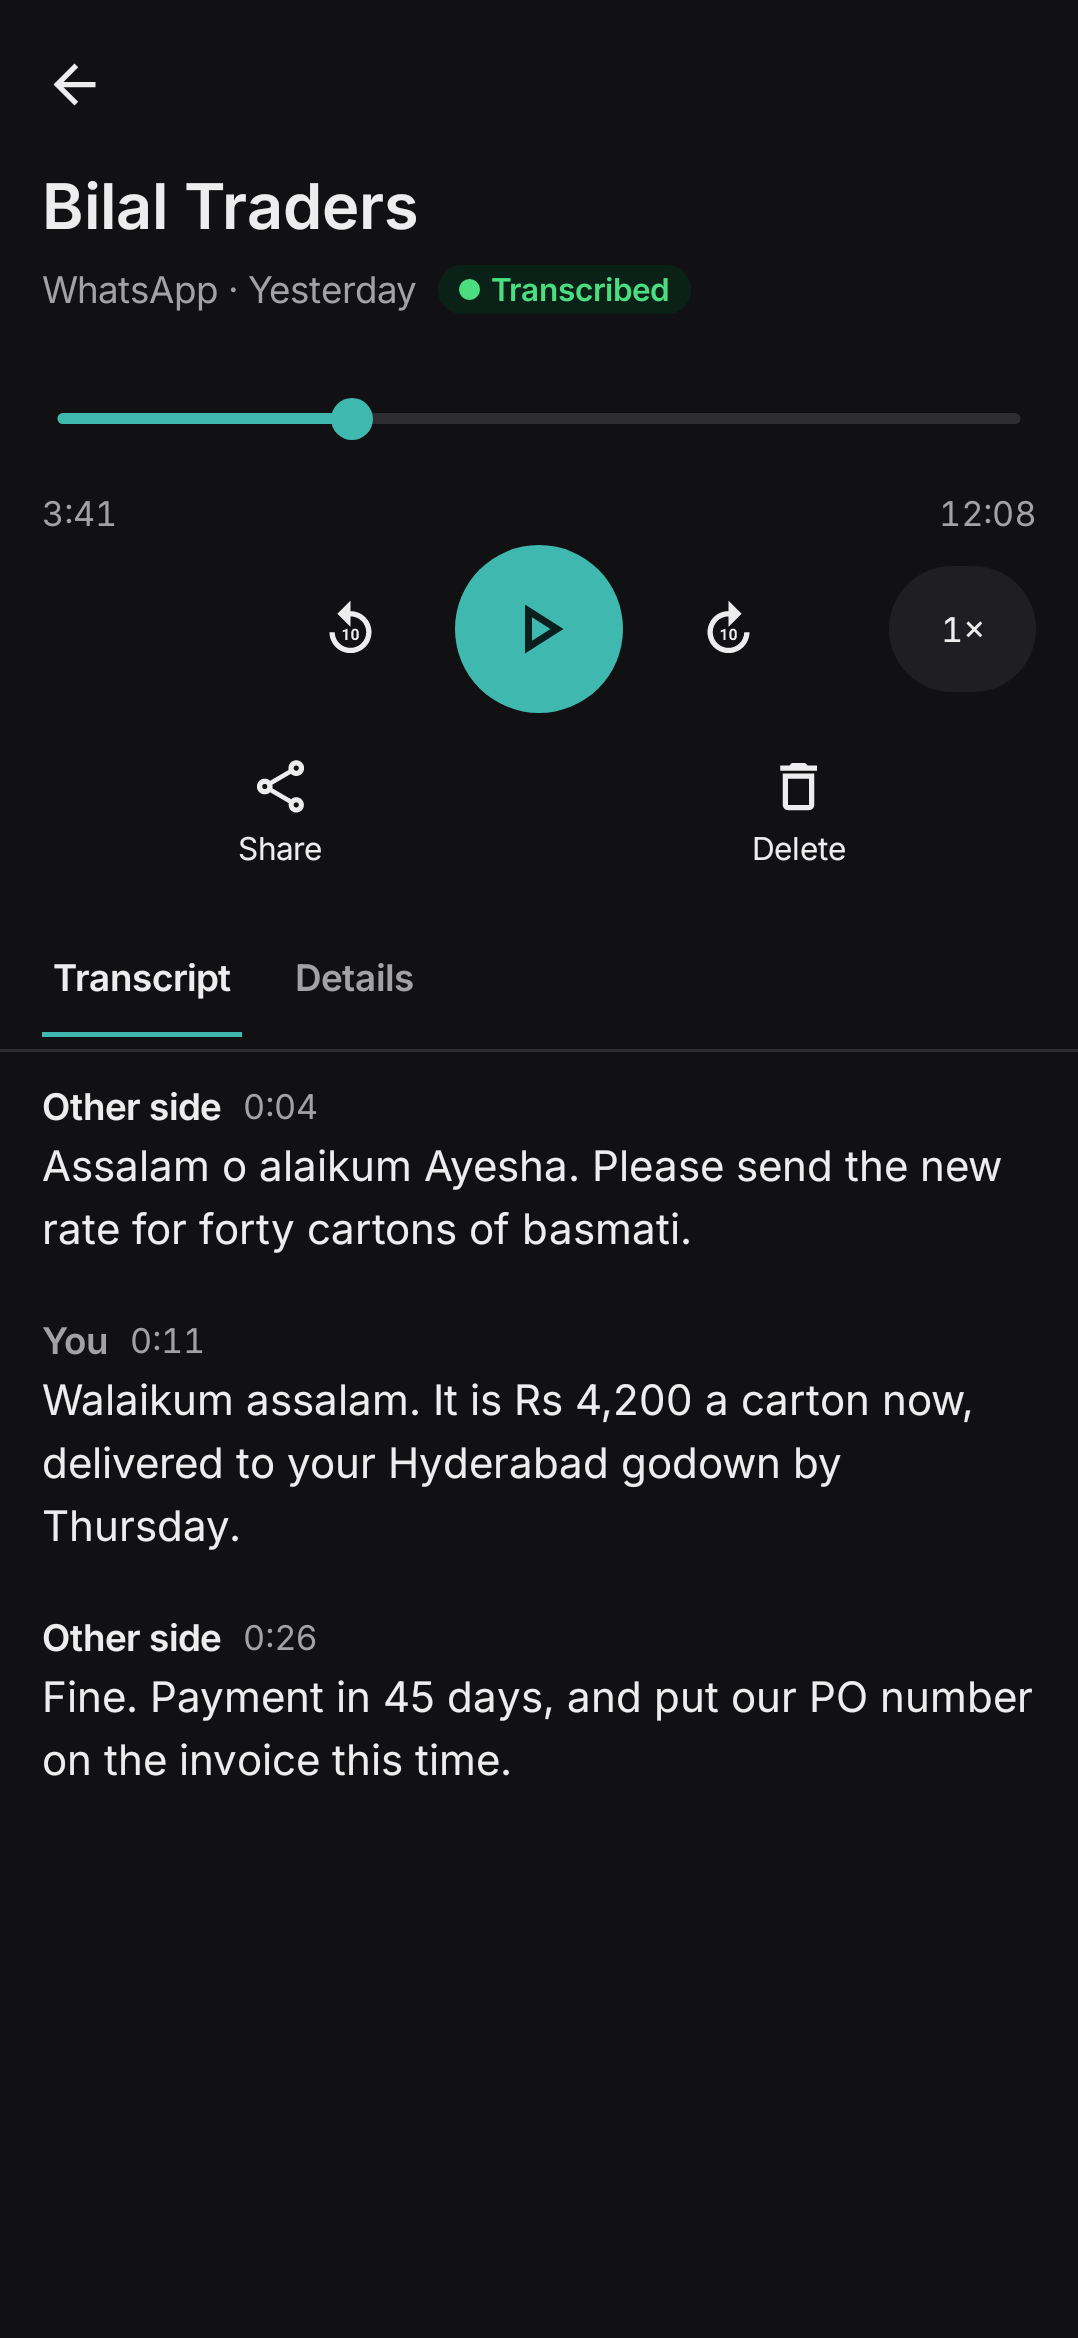 Bilal Traders
WhatsApp · Yesterday
Transcribed
3:41
12:08
10
10
1×
Share
Delete
Transcript
Details
Other side 0:04
Assalam o alaikum Ayesha. Please send the new
rate for forty cartons of basmati.
You 0:11
Walaikum assalam. It is Rs 4,200 a carton now,
delivered to your Hyderabad godown by
Thursday.
Other side 0:26
Fine. Payment in 45 days, and put our PO number
on the invoice this time.